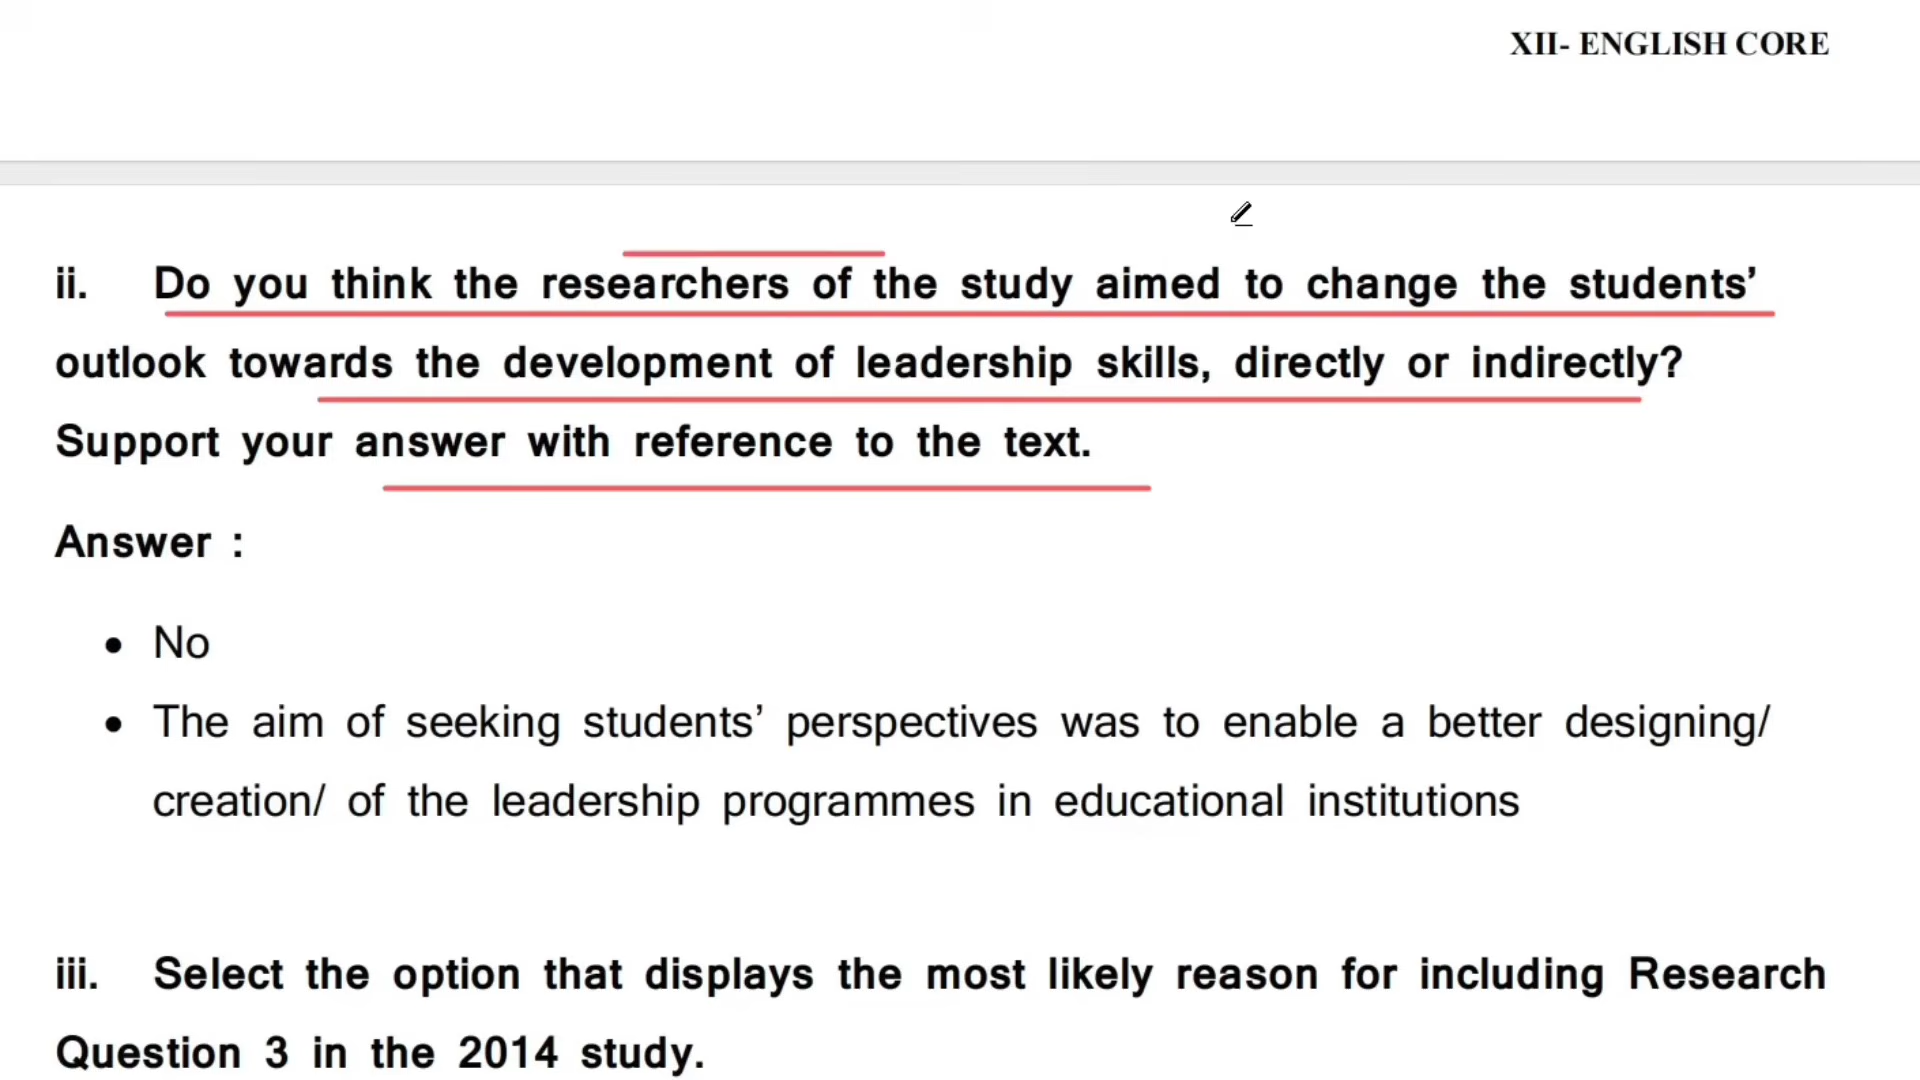 XII- ENGLISH CORE
ii. Do you think the researchers of the study aimed to change the students’
outlook towards the development of leadership skills, directly or indirectly?
Support your answer with reference to the text.
Answer :
• No
• The aim of seeking students’ perspectives was to enable a better designing/
creation/ of the leadership programmes in educational institutions
iii. Select the option that displays the most likely reason for including Research
Question 3 in the 2014 study.